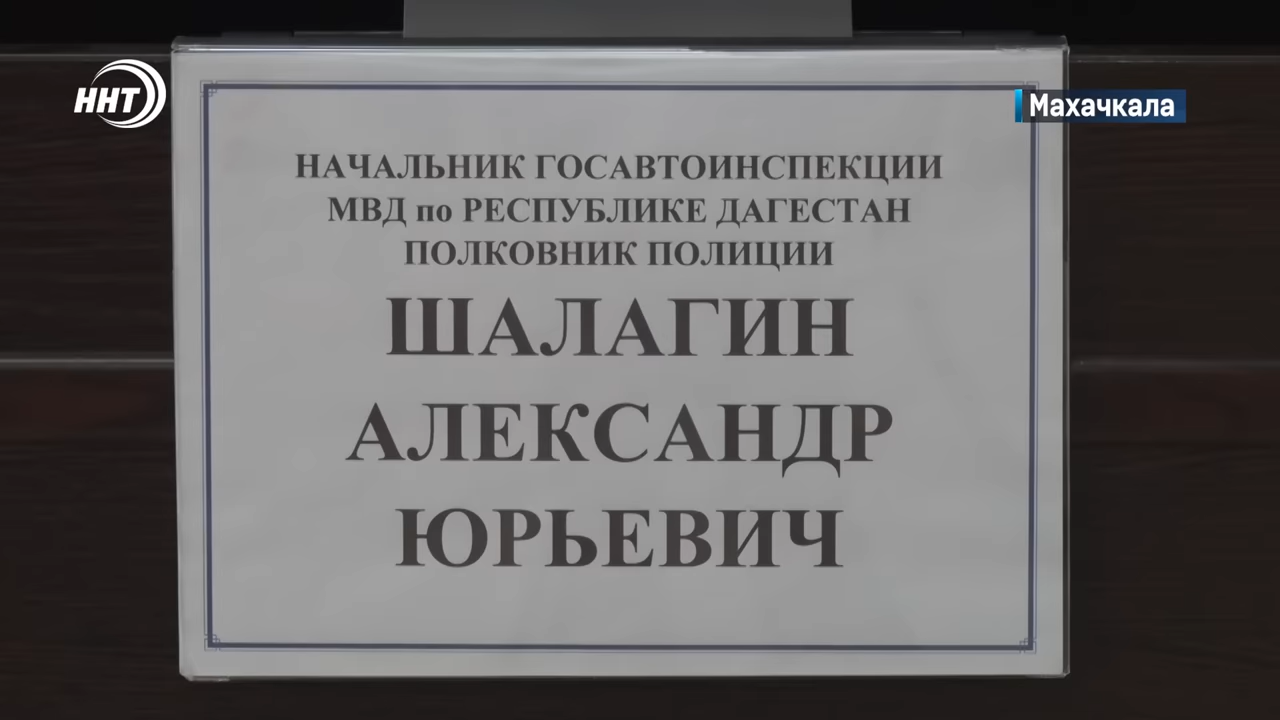 ННТ
Махачкала
НАЧАЛЬНИК ГОСАВТОИНСПЕКЦИИ
МВД по РЕСПУБЛИКЕ ДАГЕСТАН
ПОЛКОВНИК ПОЛИЦИИ
ШАЛАГИН
АЛЕКСАНДР
ЮРЬЕВИЧ